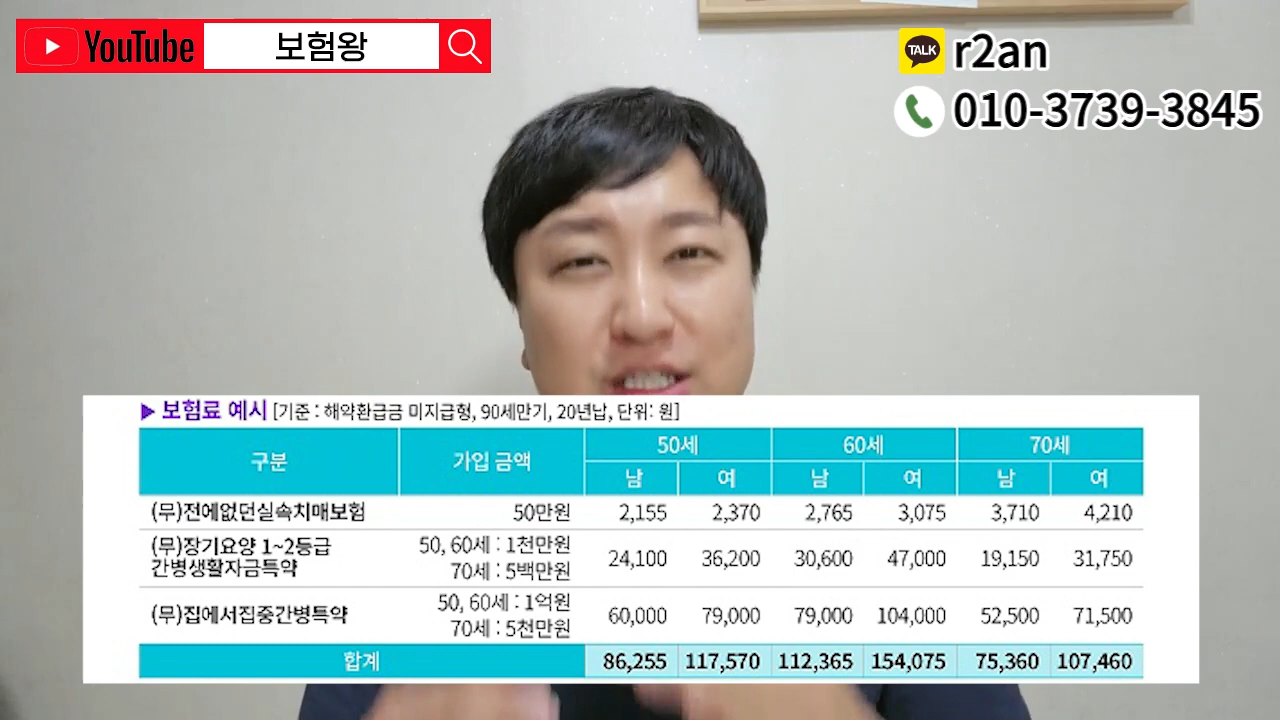 YouTube 보험왕
TALK r2an
010-3739-3845
▶ 보험료 예시 [기준 : 해약환급금 미지급형, 90세만기, 20년납, 단위: 원]
구분 가입 금액 50세 60세 70세
남 여 남 여 남 여
(무)전에없던실속치매보험 50만원 2,155 2,370 2,765 3,075 3,710 4,210
(무)장기요양 1~2등급 간병생활자금특약 50, 60세 : 1천만원 70세 : 5백만원 24,100 36,200 30,600 47,000 19,150 31,750
(무)집에서집중간병특약 50, 60세 : 1억원 70세 : 5천만원 60,000 79,000 79,000 104,000 52,500 71,500
합계 86,255 117,570 112,365 154,075 75,360 107,460